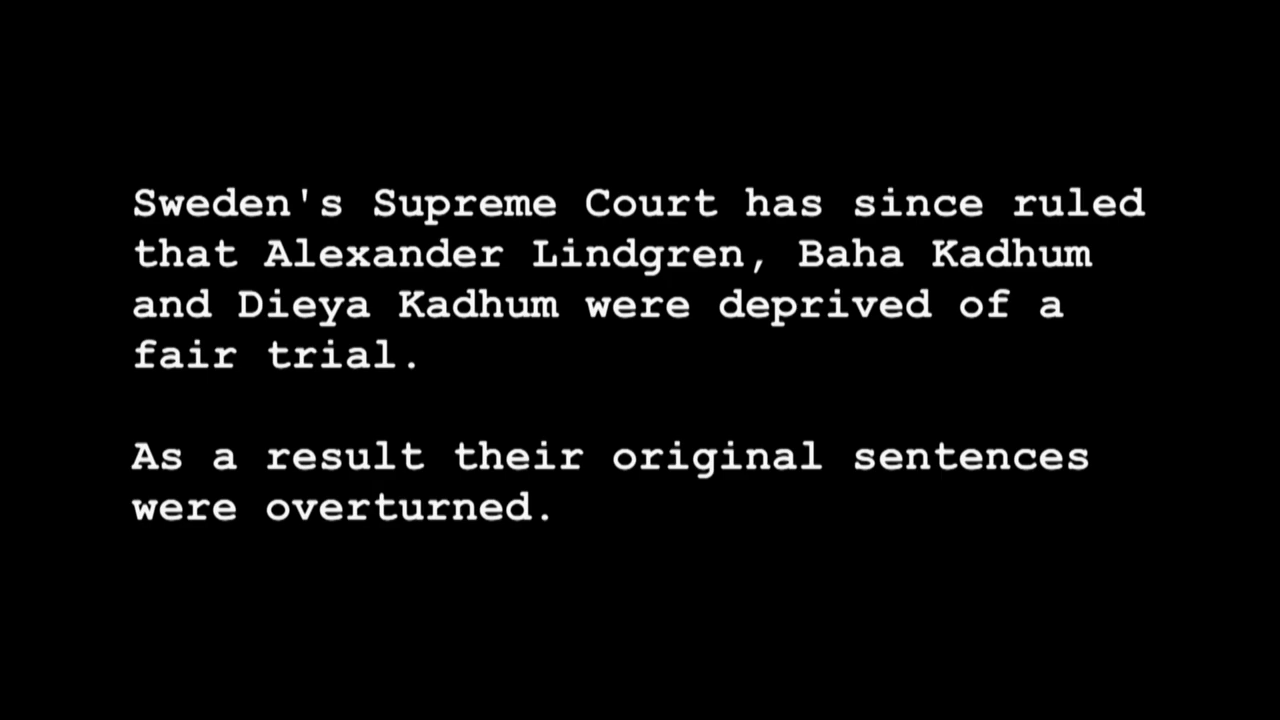 Sweden's Supreme Court has since ruled
that Alexander Lindgren, Baha Kadhum
and Dieya Kadhum were deprived of a
fair trial.
As a result their original sentences
were overturned.